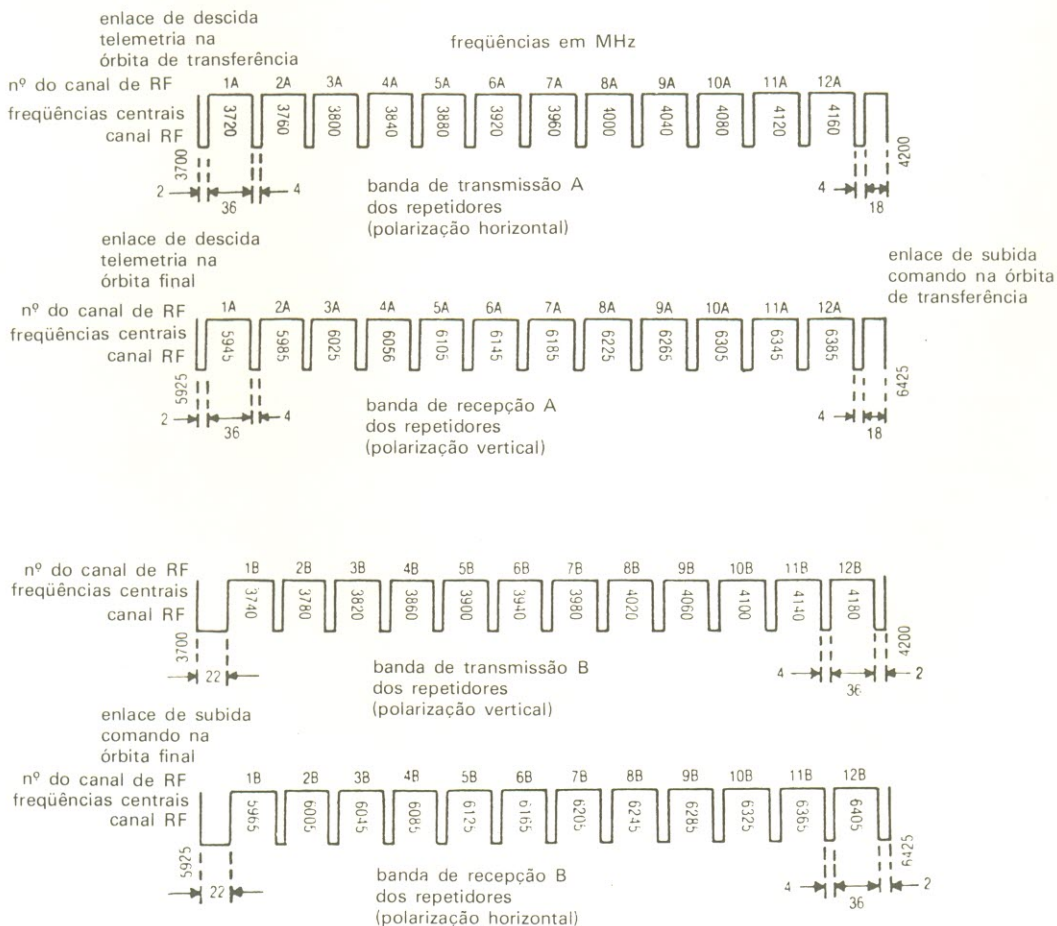 enlace de descida
telemetria na
órbita de transferência
freqüências em MHz
nº do canal de RF 1A 2A 3A 4A 5A 6A 7A 8A 9A 10A 11A 12A
freqüências centrais
canal RF
3700 3720 3760 3800 3840 3880 3920 3960 4000 4040 4080 4120 4160 4200
2 36 4 4 18
banda de transmissão A
dos repetidores
(polarização horizontal)
enlace de descida
telemetria na
órbita final
enlace de subida
comando na órbita
de transferência
nº do canal de RF 1A 2A 3A 4A 5A 6A 7A 8A 9A 10A 11A 12A
freqüências centrais
canal RF
5925 5945 5985 6025 6056 6105 6145 6185 6225 6265 6305 6345 6385 6425
2 36 4 4 18
banda de recepção A
dos repetidores
(polarização vertical)
nº do canal de RF 1B 2B 3B 4B 5B 6B 7B 8B 9B 10B 11B 12B
freqüências centrais
canal RF
3700 3740 3780 3820 3860 3900 3940 3980 4020 4060 4100 4140 4180 4200
22 4 36 2
banda de transmissão B
dos repetidores
(polarização vertical)
enlace de subida
comando na
órbita final
nº do canal de RF 1B 2B 3B 4B 5B 6B 7B 8B 9B 10B 11B 12B
freqüências centrais
canal RF
5925 5965 6005 6045 6085 6125 6165 6205 6245 6285 6325 6365 6405 6425
22 4 36 2
banda de recepção B
dos repetidores
(polarização horizontal)